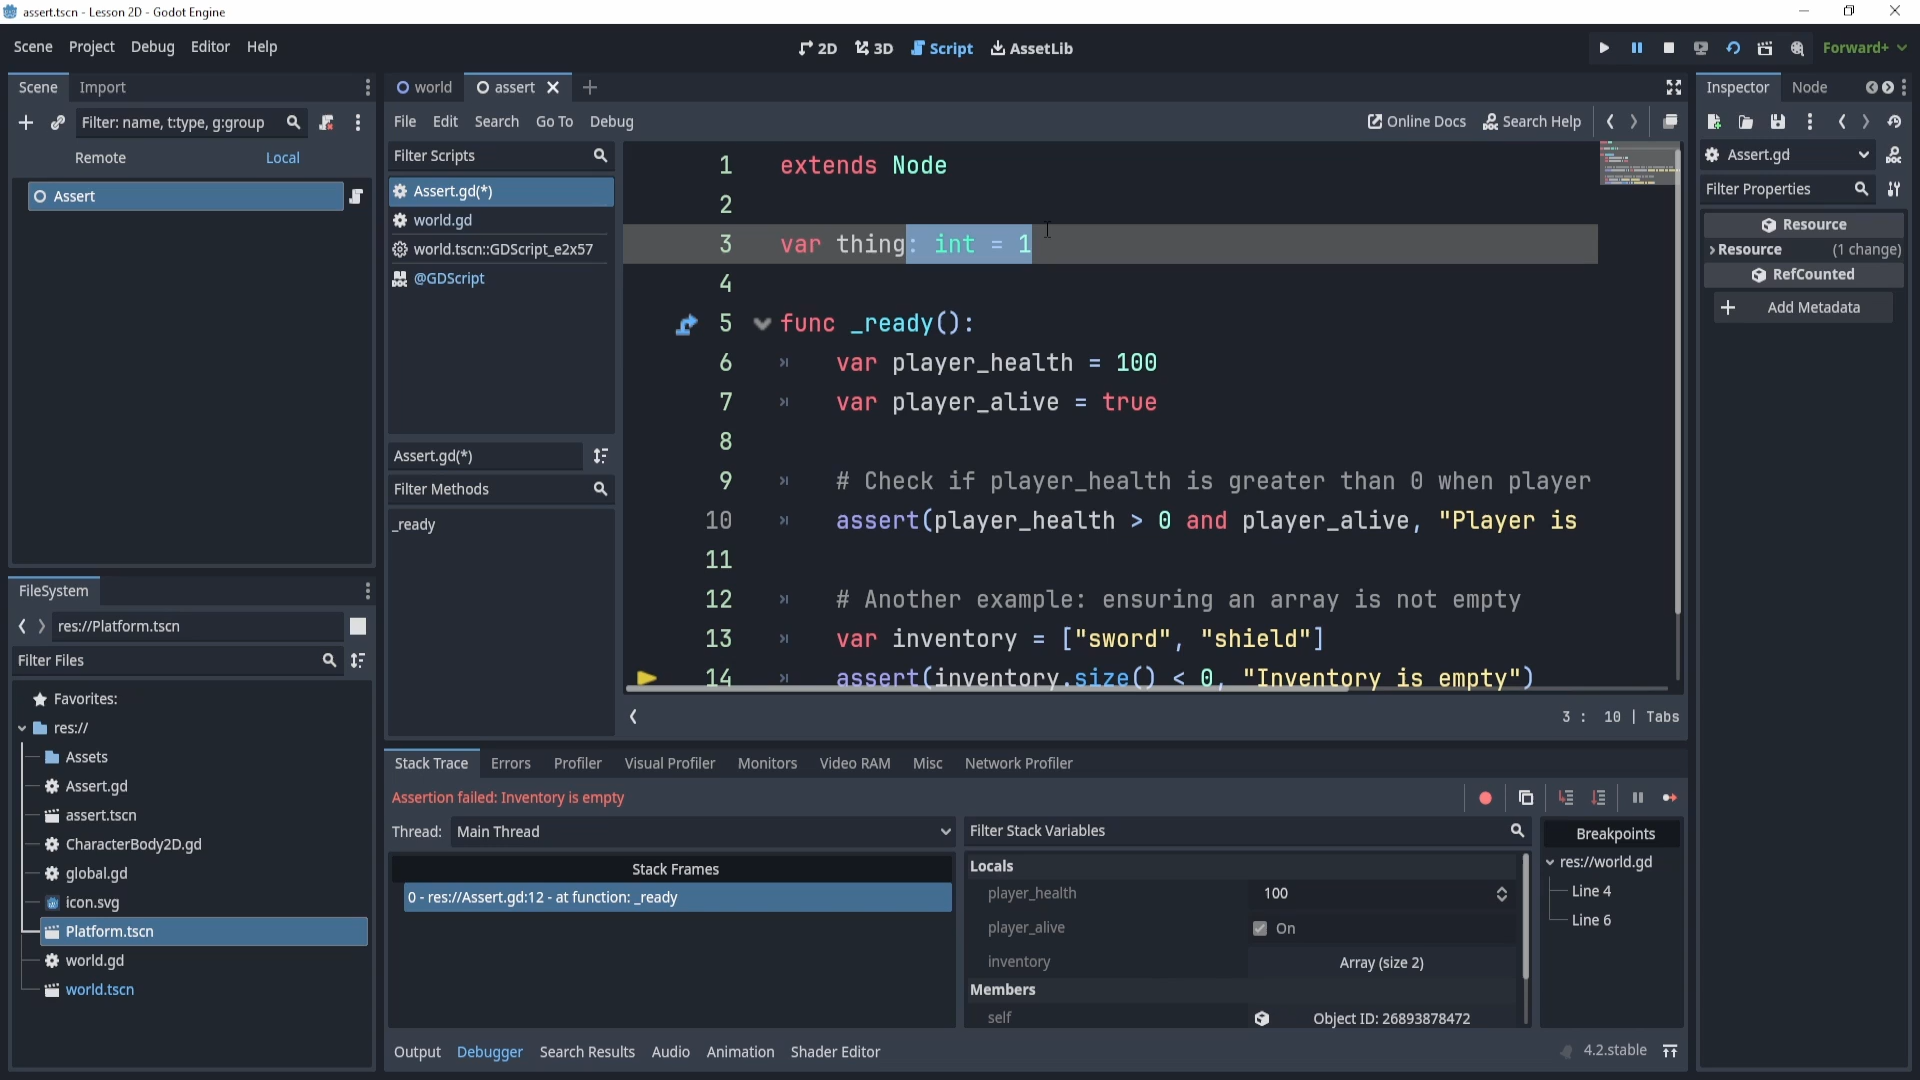 assert.tscn - Lesson 2D - Godot Engine
Scene Project Debug Editor Help
2D 3D Script AssetLib
Forward+
Scene Import
Filter: name, t:type, g:group
Remote Local
Assert
FileSystem
res://Platform.tscn
Filter Files
Favorites:
res://
Assets
Assert.gd
assert.tscn
CharacterBody2D.gd
global.gd
icon.svg
Platform.tscn
world.gd
world.tscn
world assert
File Edit Search Go To Debug
Online Docs Search Help
Filter Scripts
Assert.gd(*)
world.gd
world.tscn::GDScript_e2x57
@GDScript
Assert.gd(*)
Filter Methods
_ready
1 extends Node
2
3 var thing: int = 1
4
5 func _ready():
6 var player_health = 100
7 var player_alive = true
8
9 # Check if player_health is greater than 0 when player
10 assert(player_health > 0 and player_alive, "Player is
11
12 # Another example: ensuring an array is not empty
13 var inventory = ["sword", "shield"]
14 assert(inventory.size() < 0, "Inventory is empty")
3 : 10 | Tabs
Stack Trace Errors Profiler Visual Profiler Monitors Video RAM Misc Network Profiler
Assertion failed: Inventory is empty
Thread: Main Thread
Stack Frames
0 - res://Assert.gd:12 - at function: _ready
Filter Stack Variables
Locals
player_health 100
player_alive On
inventory Array (size 2)
Members
self Object ID: 26893878472
Breakpoints
res://world.gd
Line 4
Line 6
Output Debugger Search Results Audio Animation Shader Editor
4.2.stable
Inspector Node
Assert.gd
Filter Properties
Resource
Resource (1 change)
RefCounted
Add Metadata